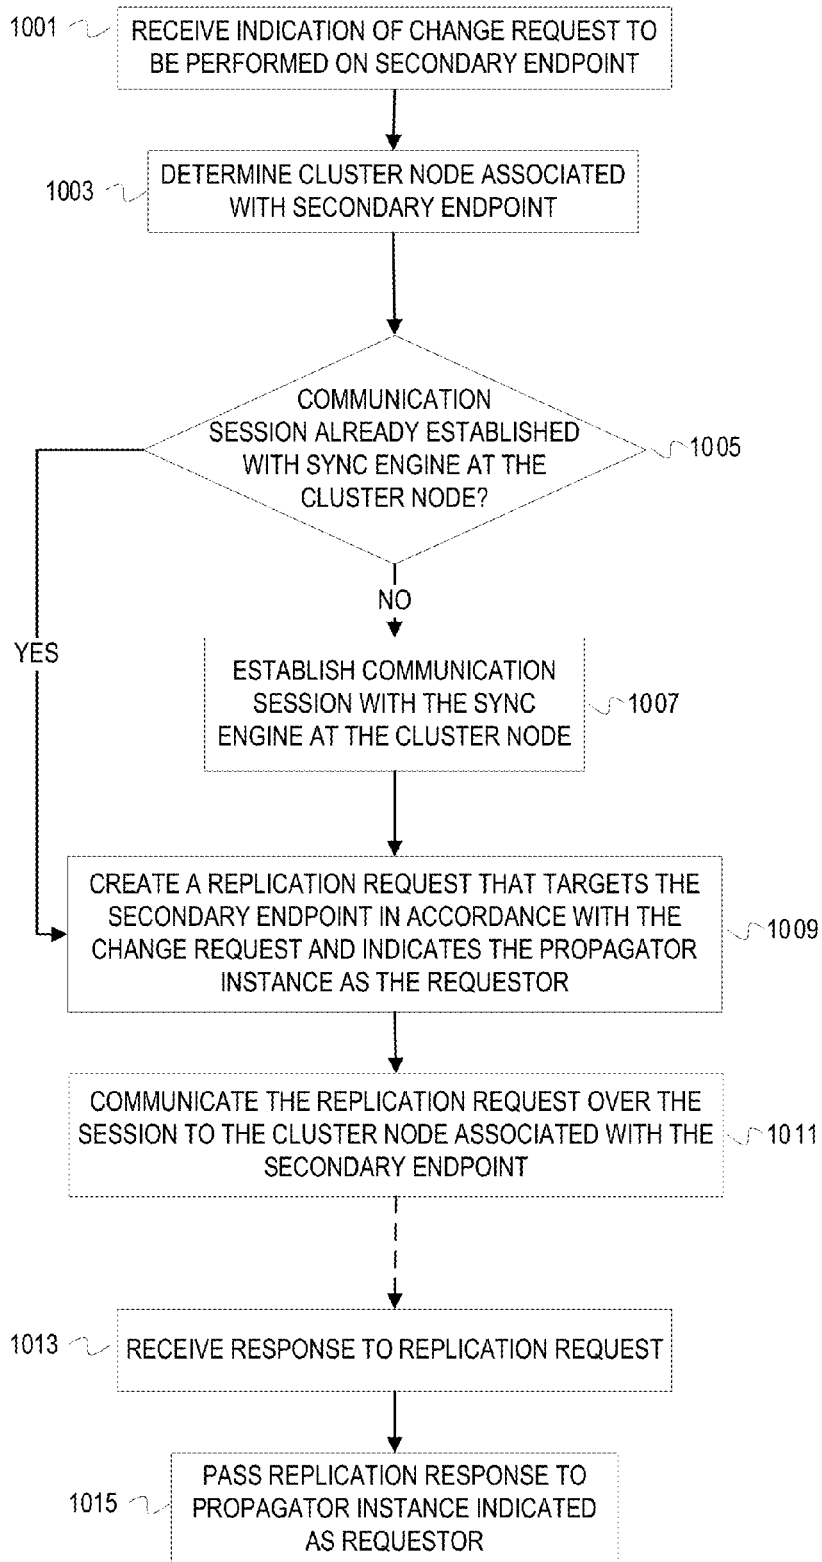 1001
RECEIVE INDICATION OF CHANGE REQUEST TO
BE PERFORMED ON SECONDARY ENDPOINT
1003
DETERMINE CLUSTER NODE ASSOCIATED
WITH SECONDARY ENDPOINT
COMMUNICATION
SESSION ALREADY ESTABLISHED
WITH SYNC ENGINE AT THE
CLUSTER NODE?
1005
NO
YES
ESTABLISH COMMUNICATION
SESSION WITH THE SYNC
ENGINE AT THE CLUSTER NODE
1007
CREATE A REPLICATION REQUEST THAT TARGETS THE
SECONDARY ENDPOINT IN ACCORDANCE WITH THE
CHANGE REQUEST AND INDICATES THE PROPAGATOR
INSTANCE AS THE REQUESTOR
1009
COMMUNICATE THE REPLICATION REQUEST OVER THE
SESSION TO THE CLUSTER NODE ASSOCIATED WITH THE
SECONDARY ENDPOINT
1011
1013
RECEIVE RESPONSE TO REPLICATION REQUEST
1015
PASS REPLICATION RESPONSE TO
PROPAGATOR INSTANCE INDICATED
AS REQUESTOR